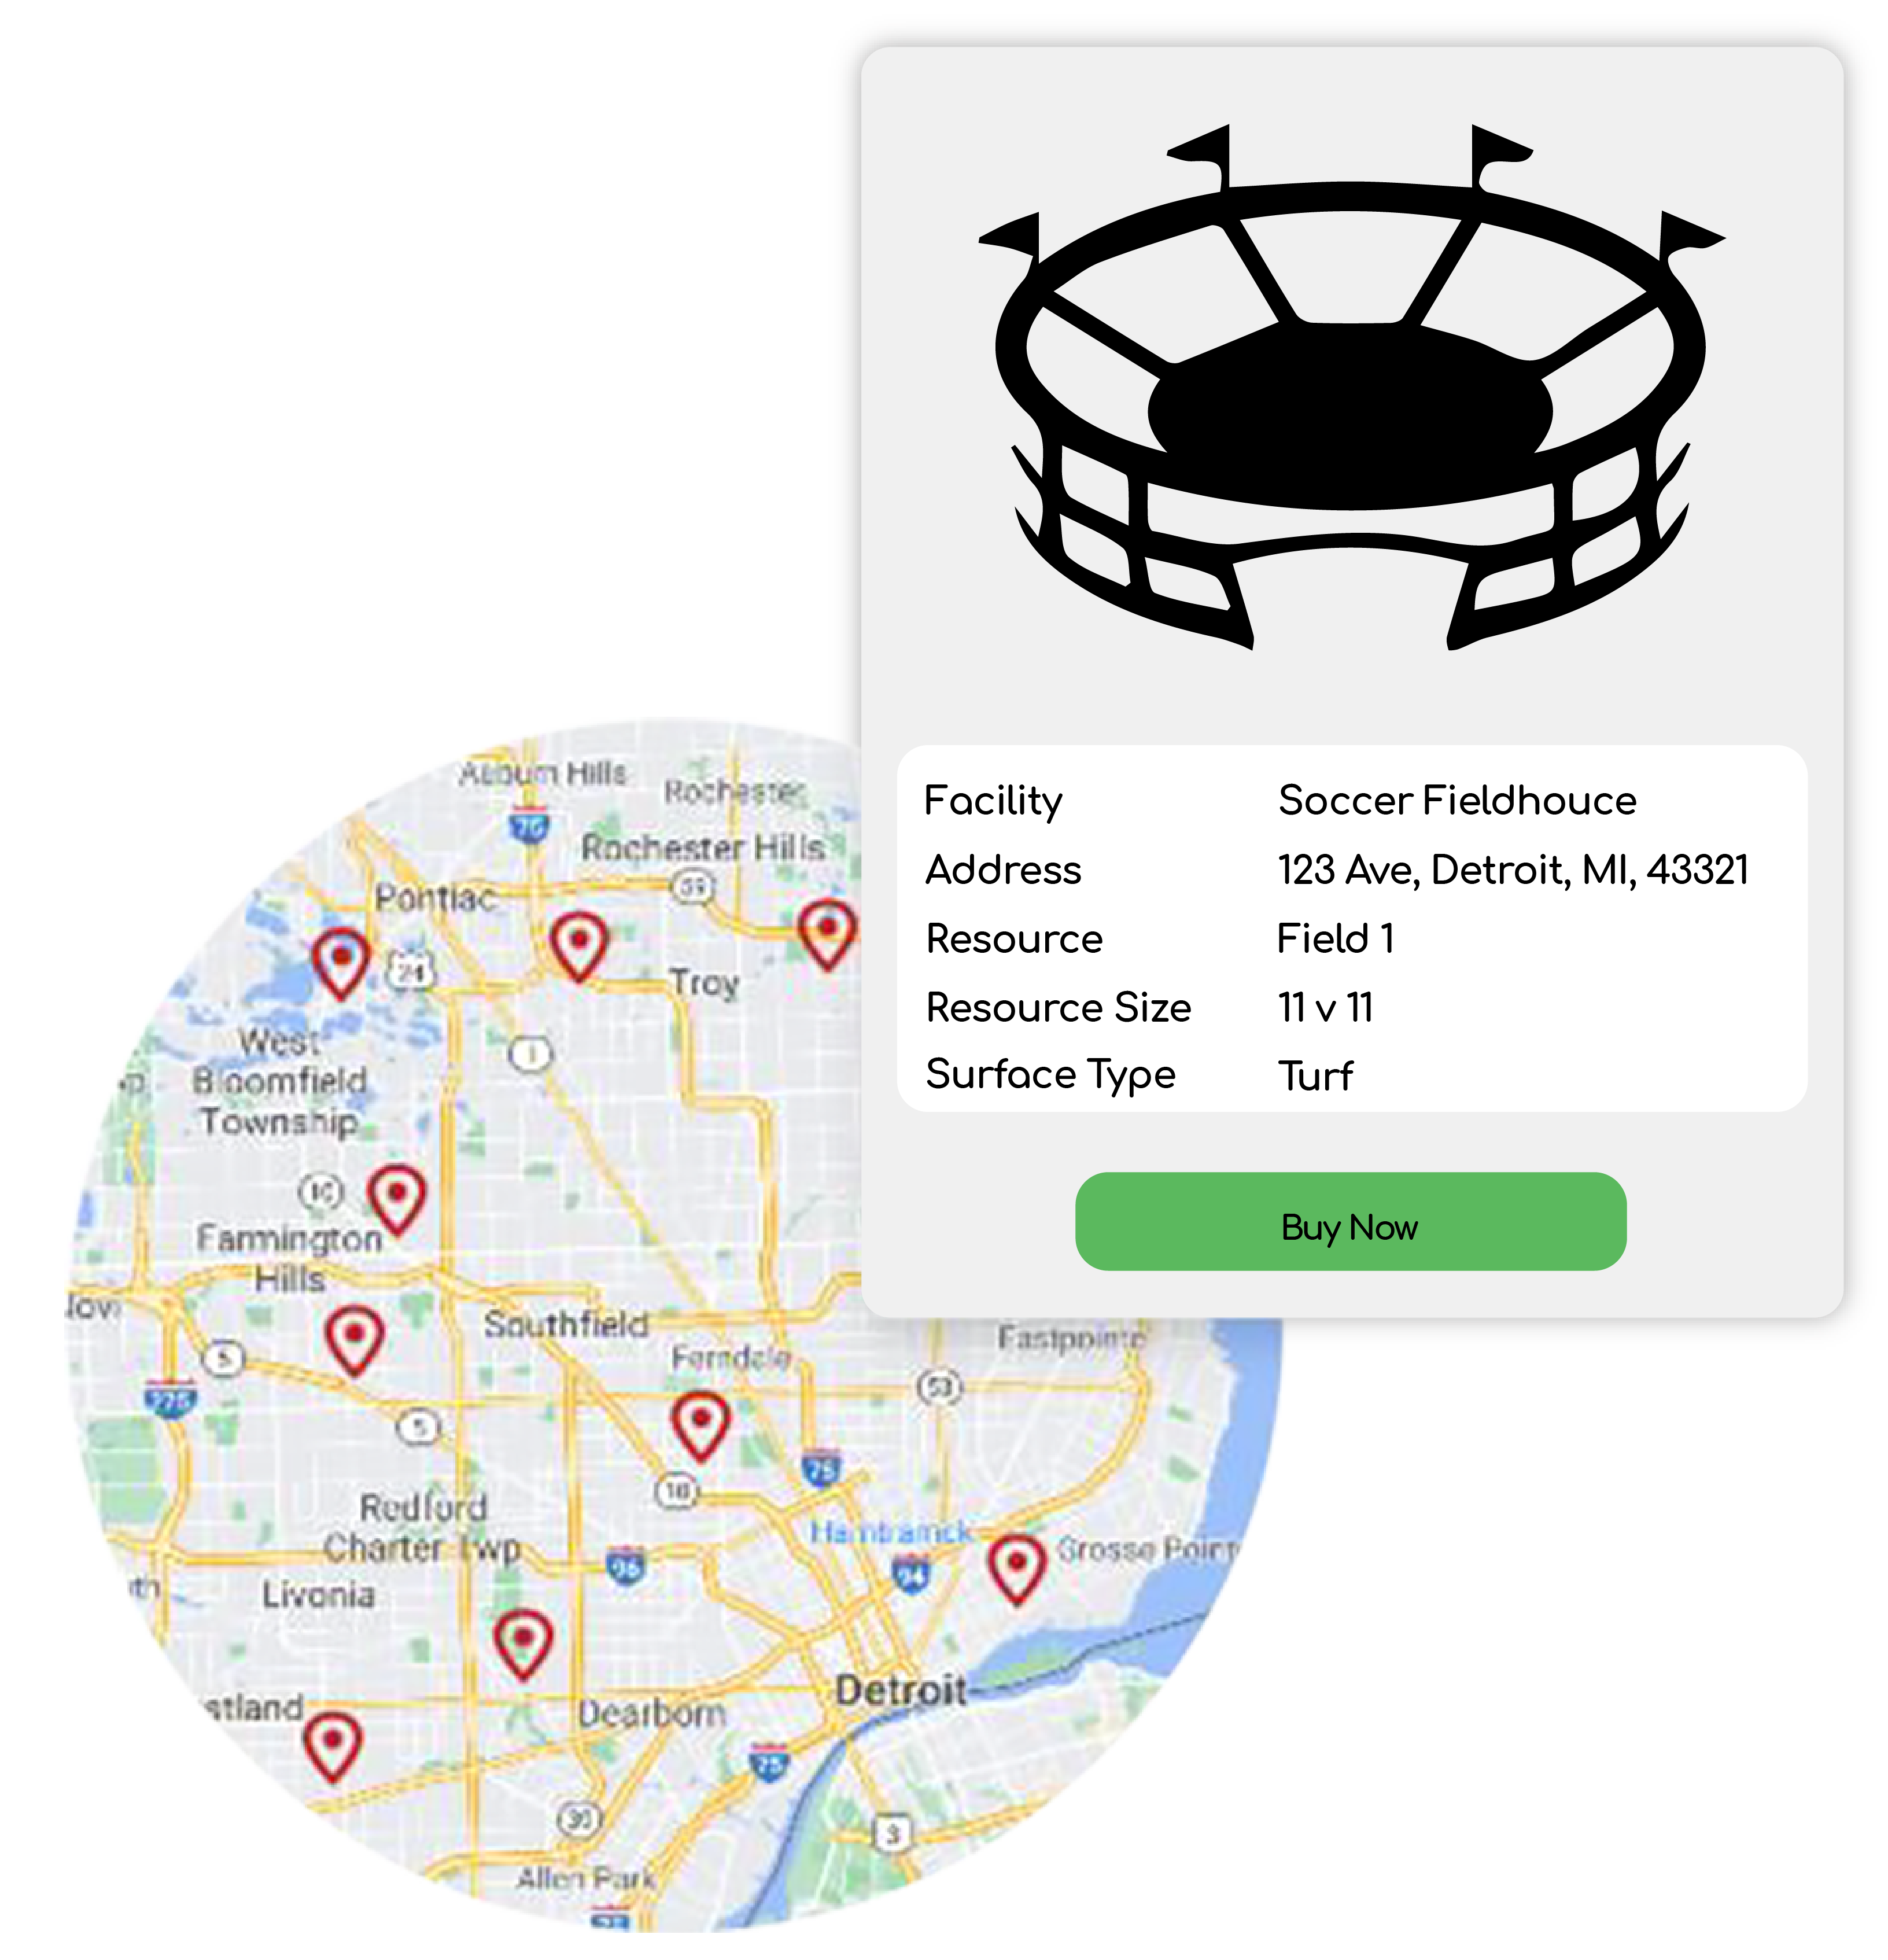 Facility Soccer Fieldhouce
Address 123 Ave, Detroit, MI, 43321
Resource Field 1
Resource Size 11 v 11
Surface Type Turf
Buy Now
Auburn Hills
Rochester
75
Rochester Hills
59
Pontiac
24
Troy
1
West
Bloomfield
Township
10
Farmington
Hills
Southfield
Ferndale
Eastpointe
5
275
53
5
75
10
Redford
Charter Twp
Hamtramck
Grosse Point
96
94
Livonia
Detroit
stland
Dearborn
75
39
3
Allen Park